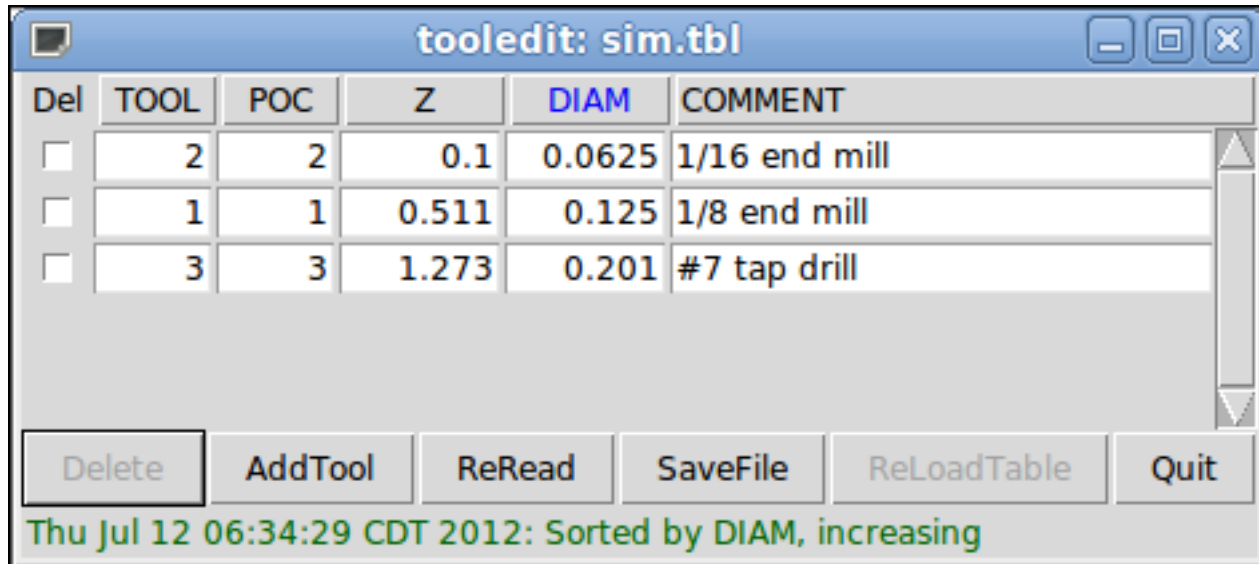 tooledit: sim.tbl
Del TOOL POC Z DIAM COMMENT
2 2 0.1 0.0625 1/16 end mill
1 1 0.511 0.125 1/8 end mill
3 3 1.273 0.201 #7 tap drill
Delete AddTool ReRead SaveFile ReLoadTable Quit
Thu Jul 12 06:34:29 CDT 2012: Sorted by DIAM, increasing